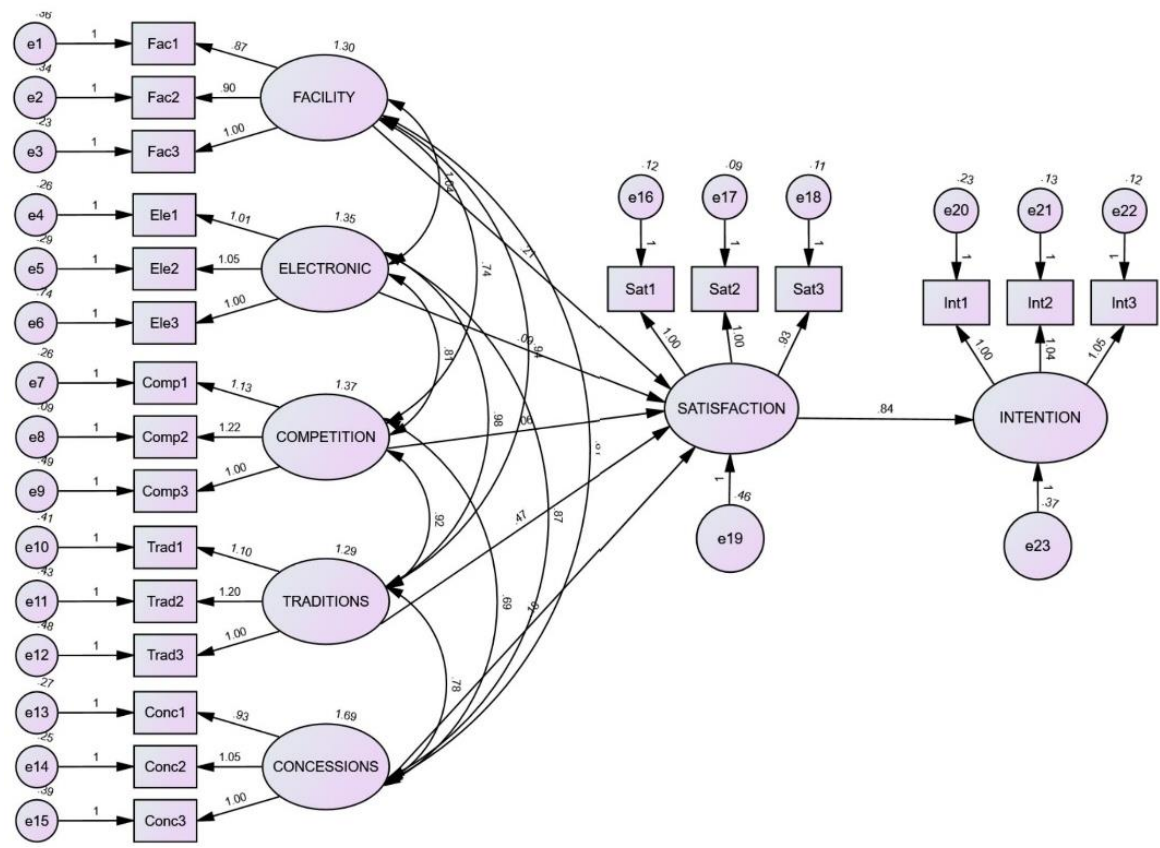 .36
e1
1
Fac1
.87
1.30
.34
e2
1
Fac2
.90
FACILITY
.23
e3
1
Fac3
1.00
.26
e4
1
Ele1
1.01
1.35
.29
e5
1
Ele2
1.05
ELECTRONIC
.74
e6
1
Ele3
1.00
.26
e7
1
Comp1
1.13
1.37
.09
e8
1
Comp2
1.22
COMPETITION
.49
e9
1
Comp3
1.00
.41
e10
1
Trad1
1.10
1.29
.43
e11
1
Trad2
1.20
TRADITIONS
.48
e12
1
Trad3
1.00
.27
e13
1
Conc1
.93
1.69
.25
e14
1
Conc2
1.05
CONCESSIONS
.39
e15
1
Conc3
1.00
.74
.81
.98
.92
.87
.69
.78
.09
.06
.47
.12
e16
1
Sat1
1.00
.09
e17
1
Sat2
1.00
.11
e18
1
Sat3
.93
SATISFACTION
1
.46
e19
.84
.23
e20
1
Int1
1.00
.13
e21
1
Int2
1.04
.12
e22
1
Int3
1.05
INTENTION
1
.37
e23